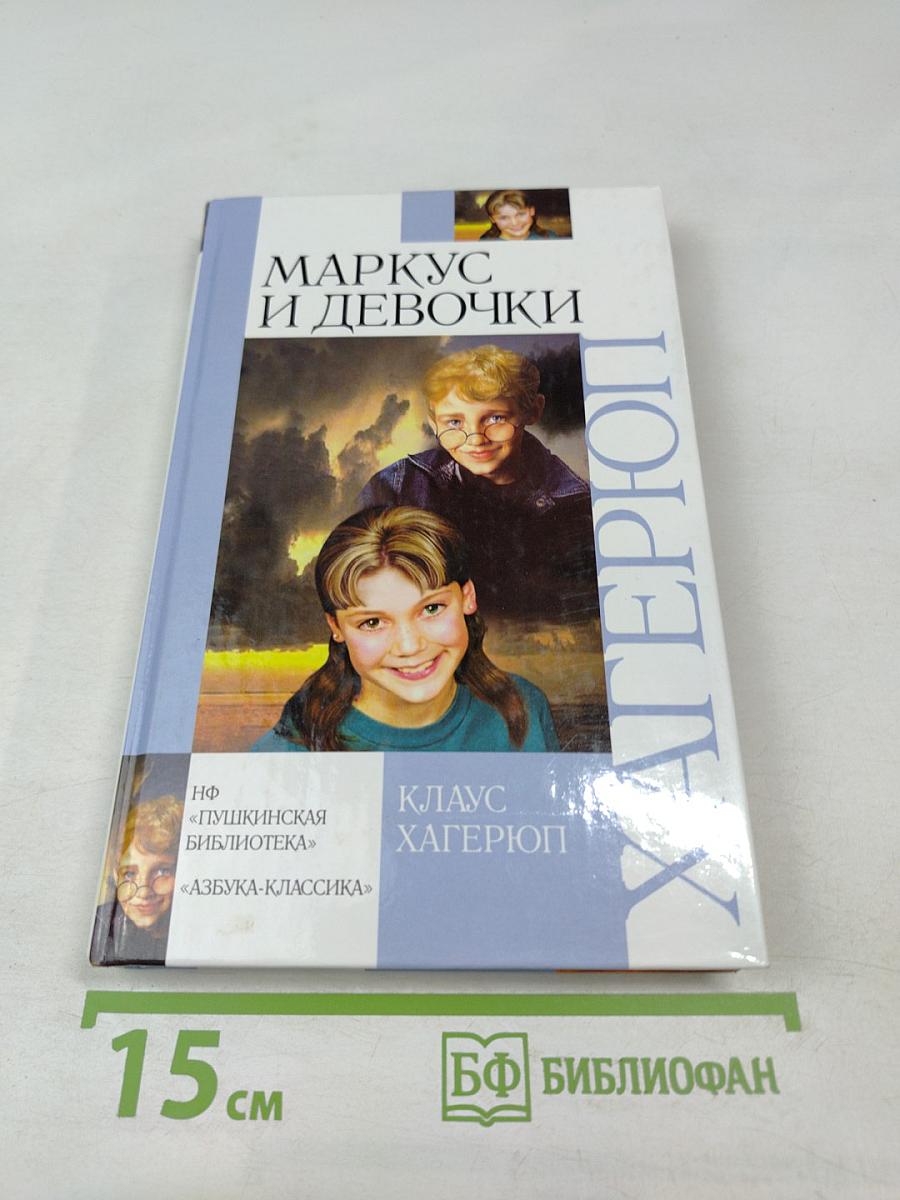 МАРКУС
И ДЕВОЧКИ
ХАГЕРЮП
НФ
«ПУШКИНСКАЯ
БИБЛИОТЕКА»
«АЗБУКА-КЛАССИКА»
КЛАУС
ХАГЕРЮП
15 см
БФ БИБЛИОФАН